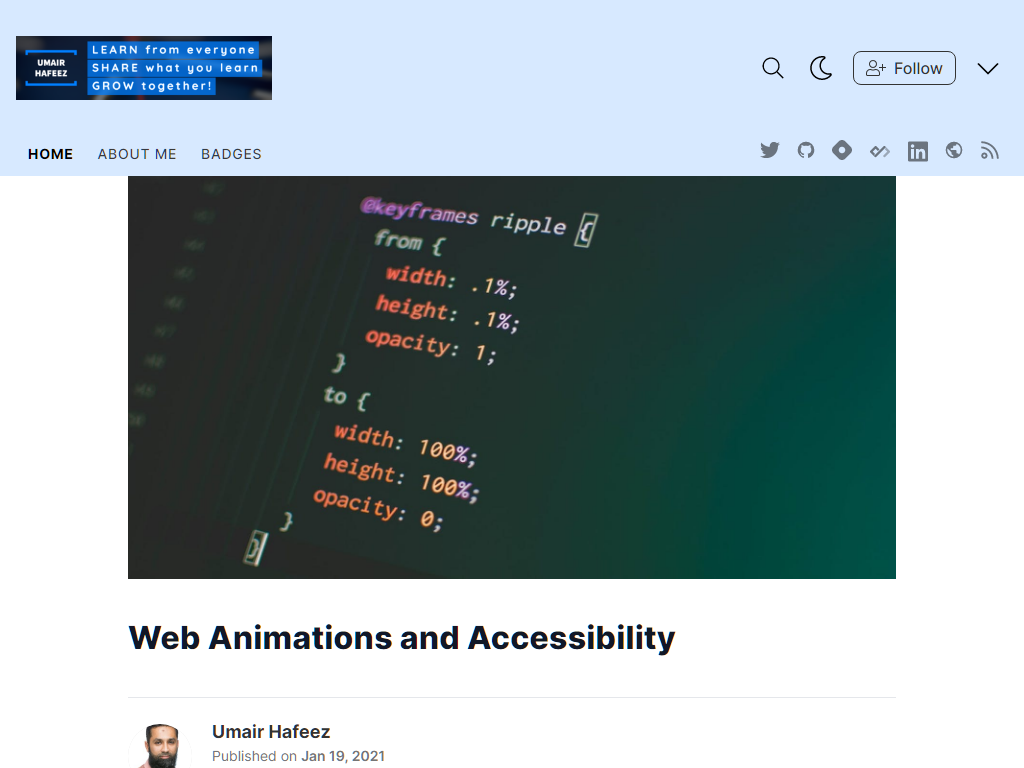 UMAIR
HAFEEZ
LEARN from everyone
SHARE what you learn
GROW together!
Follow
HOME
ABOUT ME
BADGES
in
@keyframes ripple {
from {
width: .1%;
height: .1%;
opacity: 1;
}
to {
width: 100%;
height: 100%;
opacity: 0;
}
}
Web Animations and Accessibility
Umair Hafeez
Published on Jan 19, 2021